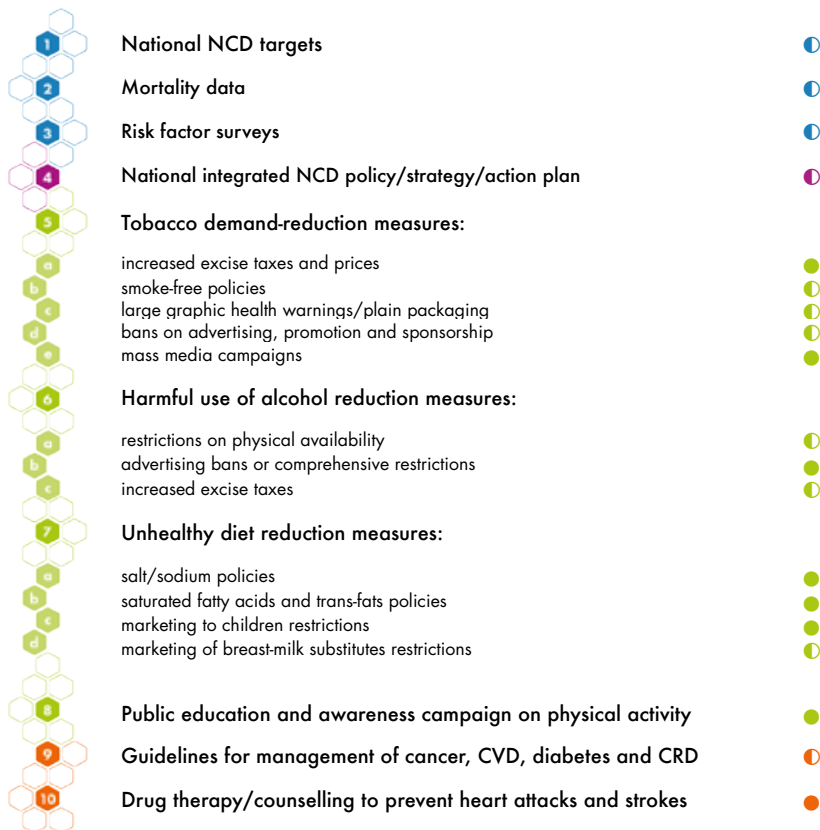 1 National NCD targets
2 Mortality data
3 Risk factor surveys
4 National integrated NCD policy/strategy/action plan
5 Tobacco demand-reduction measures:
a increased excise taxes and prices
b smoke-free policies
c large graphic health warnings/plain packaging
d bans on advertising, promotion and sponsorship
e mass media campaigns
6 Harmful use of alcohol reduction measures:
a restrictions on physical availability
b advertising bans or comprehensive restrictions
c increased excise taxes
7 Unhealthy diet reduction measures:
a salt/sodium policies
b saturated fatty acids and trans-fats policies
c marketing to children restrictions
d marketing of breast-milk substitutes restrictions
8 Public education and awareness campaign on physical activity
9 Guidelines for management of cancer, CVD, diabetes and CRD
10 Drug therapy/counselling to prevent heart attacks and strokes